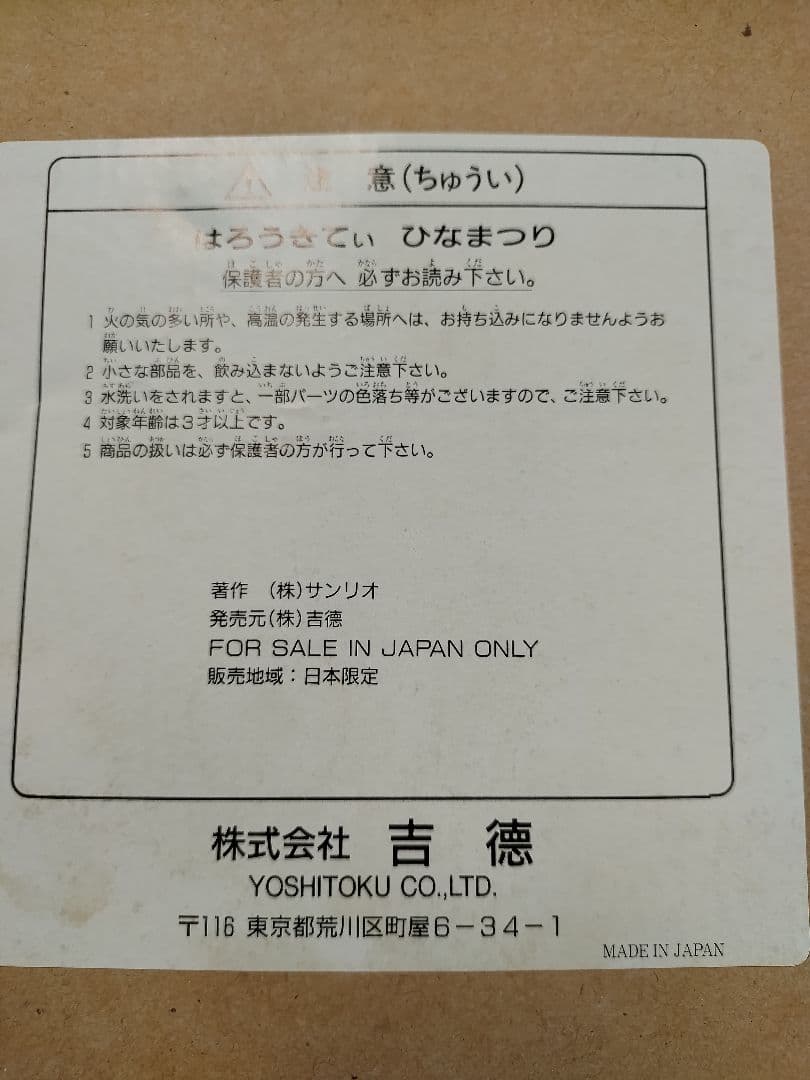 注 意(ちゅうい)
はろうきてぃ ひなまつり
保護者の方へ 必ずお読み下さい。
1 火の気の多い所や、高温の発生する場所へは、お持ち込みになりませんようお
願いいたします。
2 小さな部品を、飲み込まないようご注意下さい。
3 水洗いをされますと、一部パーツの色落ち等がございますので、ご注意下さい。
4 対象年齢は3才以上です。
5 商品の扱いは必ず保護者の方が行って下さい。
著作 (株)サンリオ
発売元(株)吉德
FOR SALE IN JAPAN ONLY
販売地域:日本限定
株式会社 吉 德
YOSHITOKU CO.,LTD.
〒116 東京都荒川区町屋6-34-1
MADE IN JAPAN